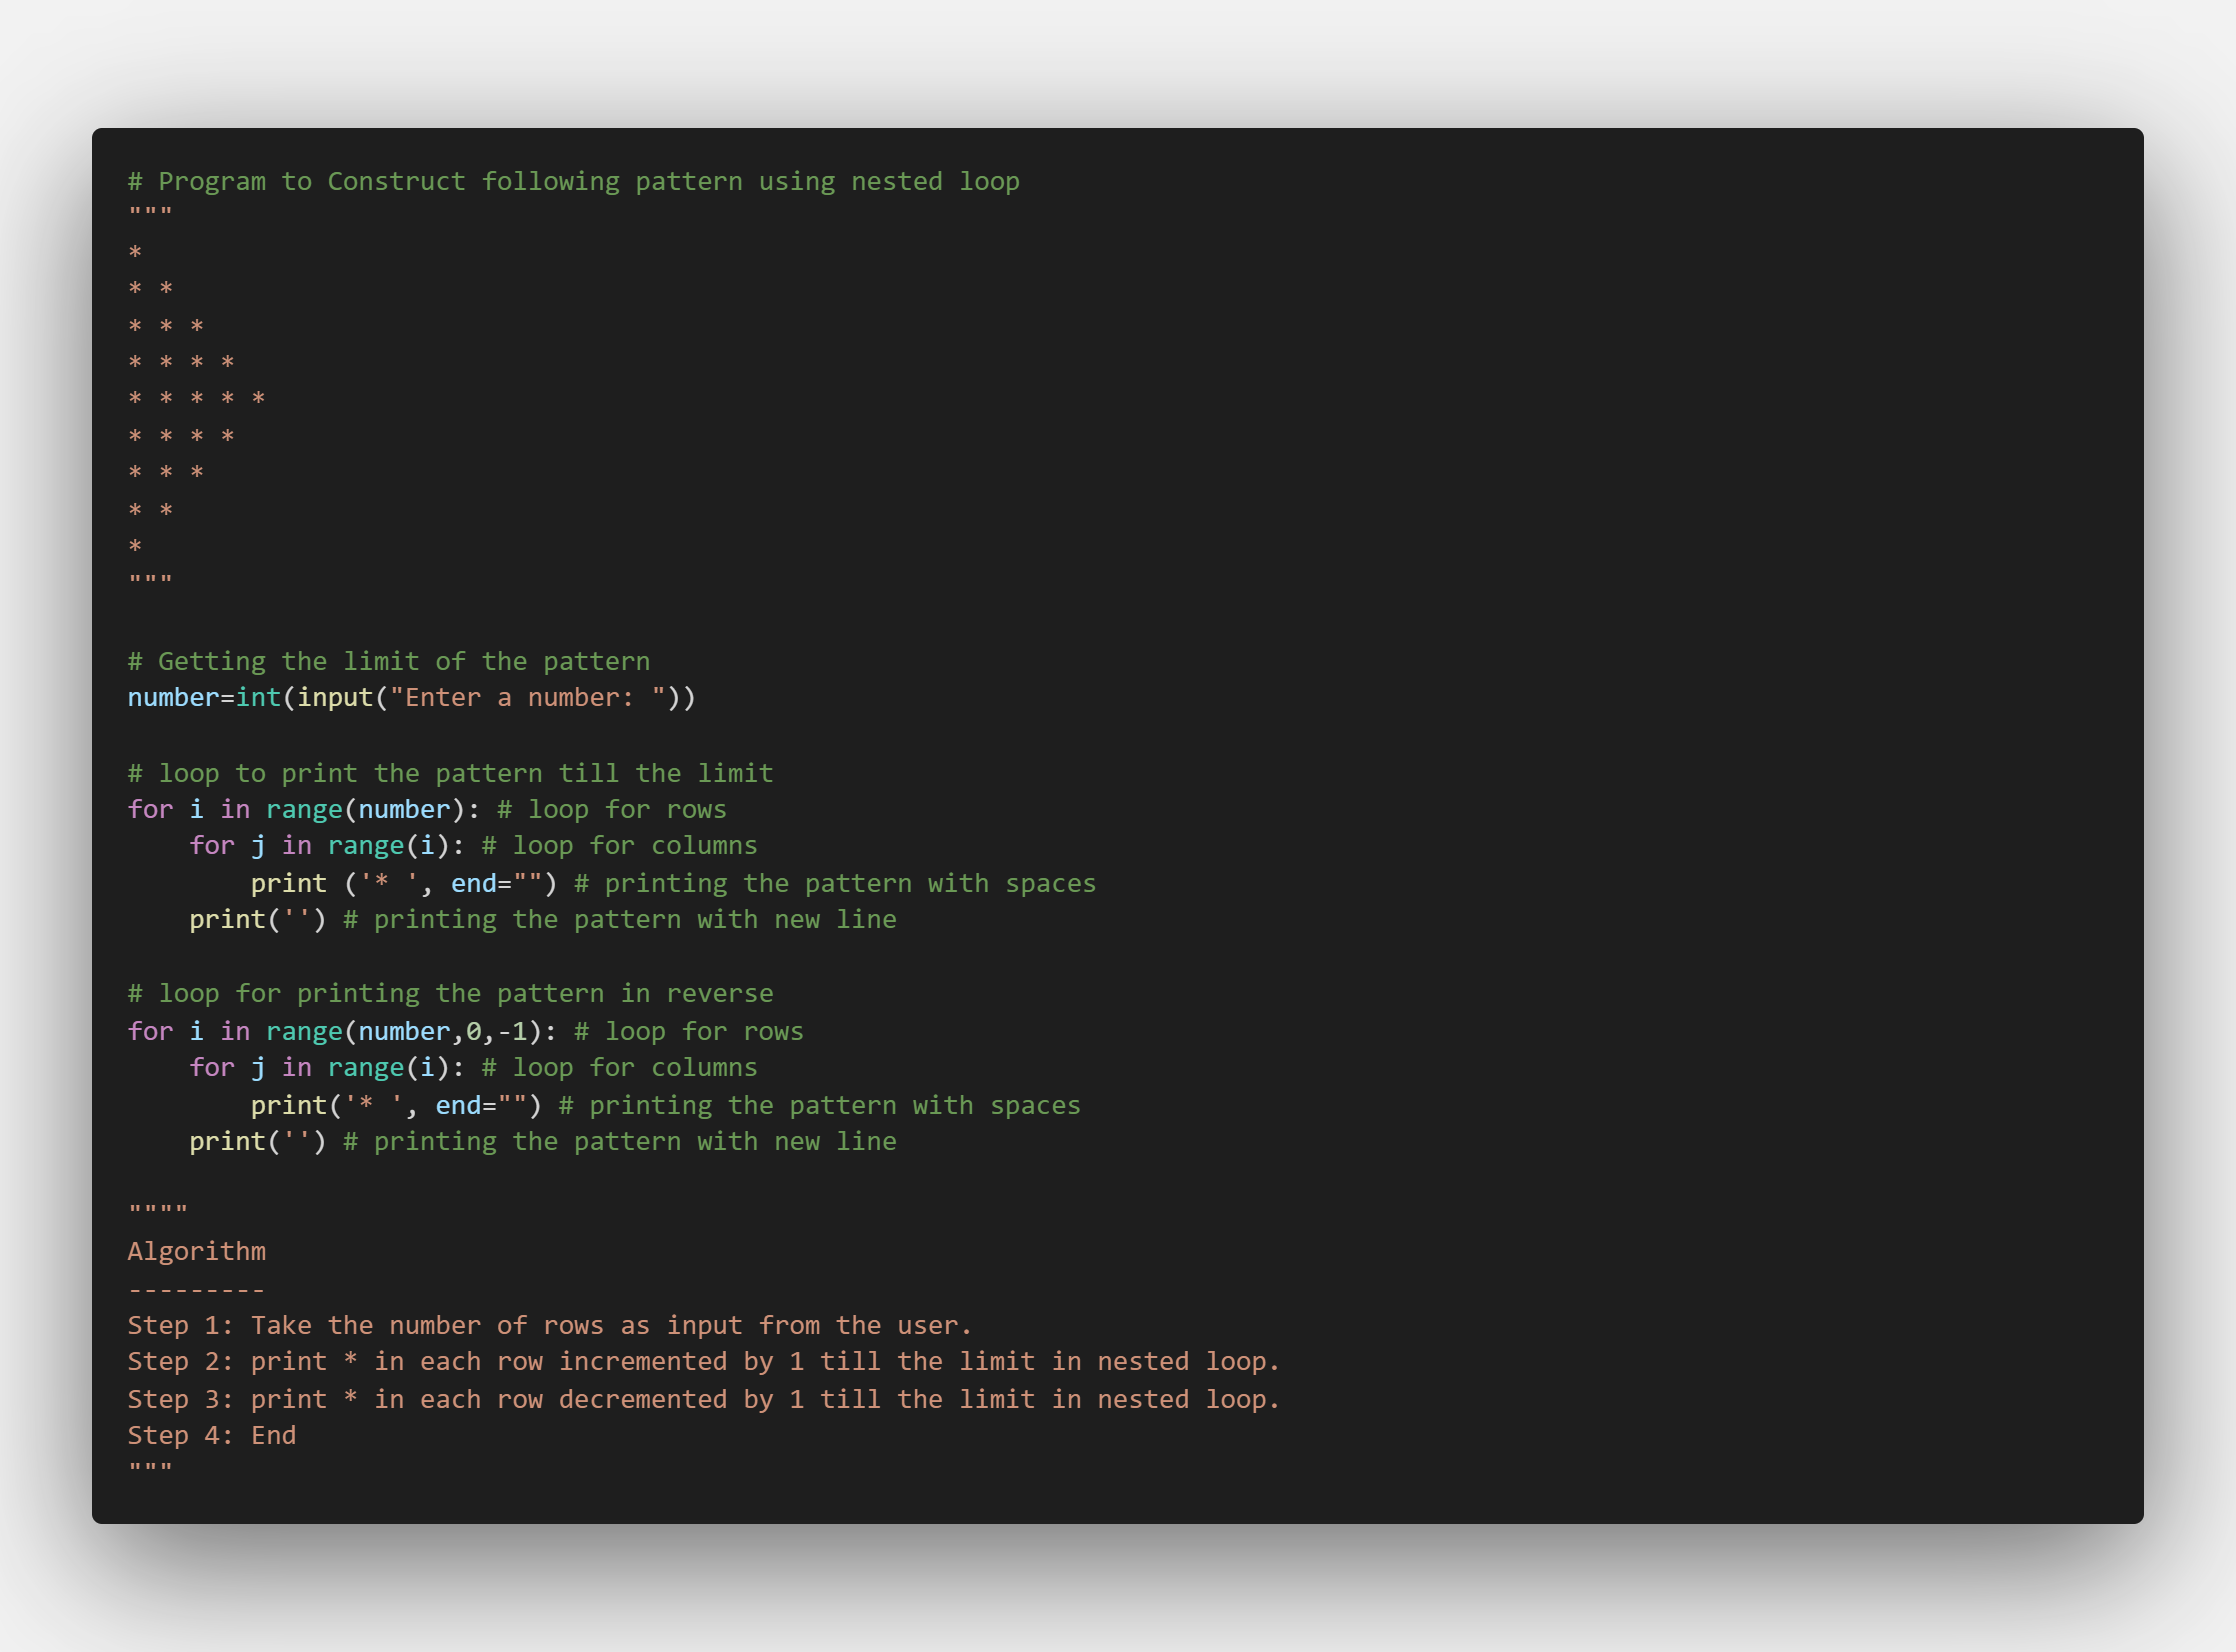 # Program to Construct following pattern using nested loop
"""
*
* *
* * *
* * * *
* * * * *
* * * *
* * *
* *
*
"""

# Getting the limit of the pattern
number=int(input("Enter a number: "))

# loop to print the pattern till the limit
for i in range(number): # loop for rows
    for j in range(i): # loop for columns
        print ('* ', end="") # printing the pattern with spaces
    print('') # printing the pattern with new line

# loop for printing the pattern in reverse
for i in range(number,0,-1): # loop for rows
    for j in range(i): # loop for columns
        print('* ', end="") # printing the pattern with spaces
    print('') # printing the pattern with new line

""""
Algorithm
---------
Step 1: Take the number of rows as input from the user.
Step 2: print * in each row incremented by 1 till the limit in nested loop.
Step 3: print * in each row decremented by 1 till the limit in nested loop.
Step 4: End
"""